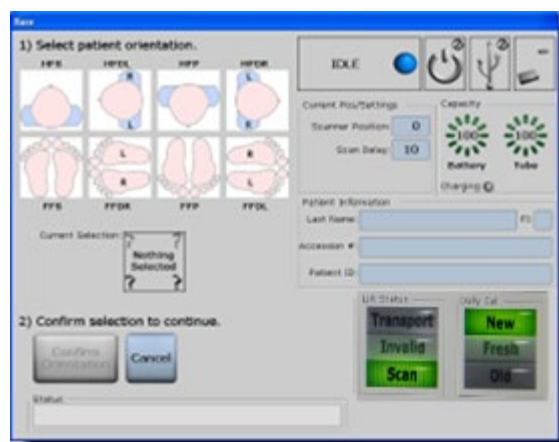 Base
1) Select patient orientation.
HFS HFDL HFP HFDR
R L
L R
L R
R L
FFS FFDR FFP FFDL
Current Selection:
? ?
Nothing
Selected
? ?
2) Confirm selection to continue.
Confirm
Orientation
Cancel
Status
IDLE
Current Pos/Settings
Scanner Position: 0
Scan Delay: 10
Capacity
100 100
Battery Tube
Charging
Patient Information
Last Name:
Accession #
Patient ID:
Lift Status
Transport
Invalid
Scan
Daily Cal
New
Fresh
Old